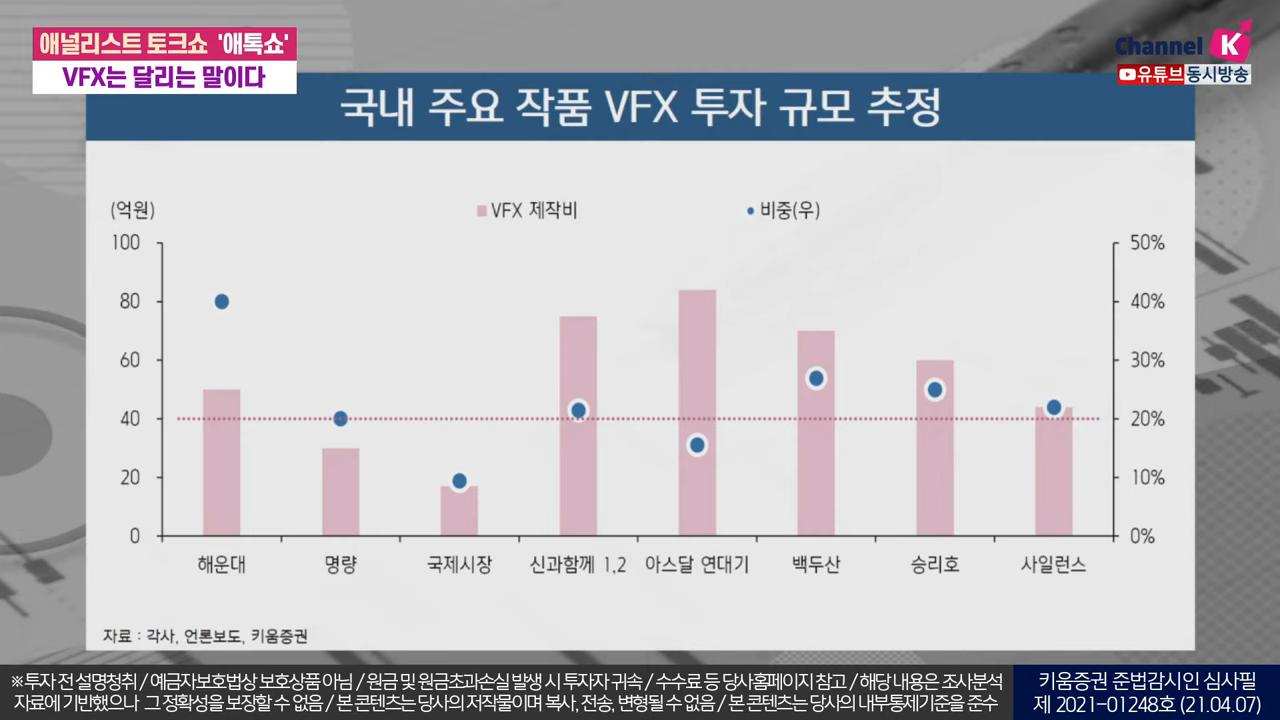 애널리스트 토크쇼 '애톡쇼'
VFX는 달리는 말이다
Channel K
유튜브동시방송
국내 주요 작품 VFX 투자 규모 추정
(억원)
VFX 제작비
비중(우)
100
80
60
40
20
0
50%
40%
30%
20%
10%
0%
해운대
명량
국제시장
신과함께 1,2
아스달 연대기
백두산
승리호
사일런스
자료 : 각사, 언론보도, 키움증권
※투자 전 설명청취 / 예금자보호법상 보호상품 아님 / 원금 및 원금초과손실 발생 시 투자자 귀속 / 수수료 등 당사홈페이지 참고 / 해당 내용은 조사분석
자료에 기반했으나 그 정확성을 보장할 수 없음 / 본 콘텐츠는 당사의 저작물이며 복사, 전송, 변형될 수 없음 / 본 콘텐츠는 당사의 내부통제기준을 준수
키움증권 준법감시인 심사필
제 2021-01248호 (21.04.07)